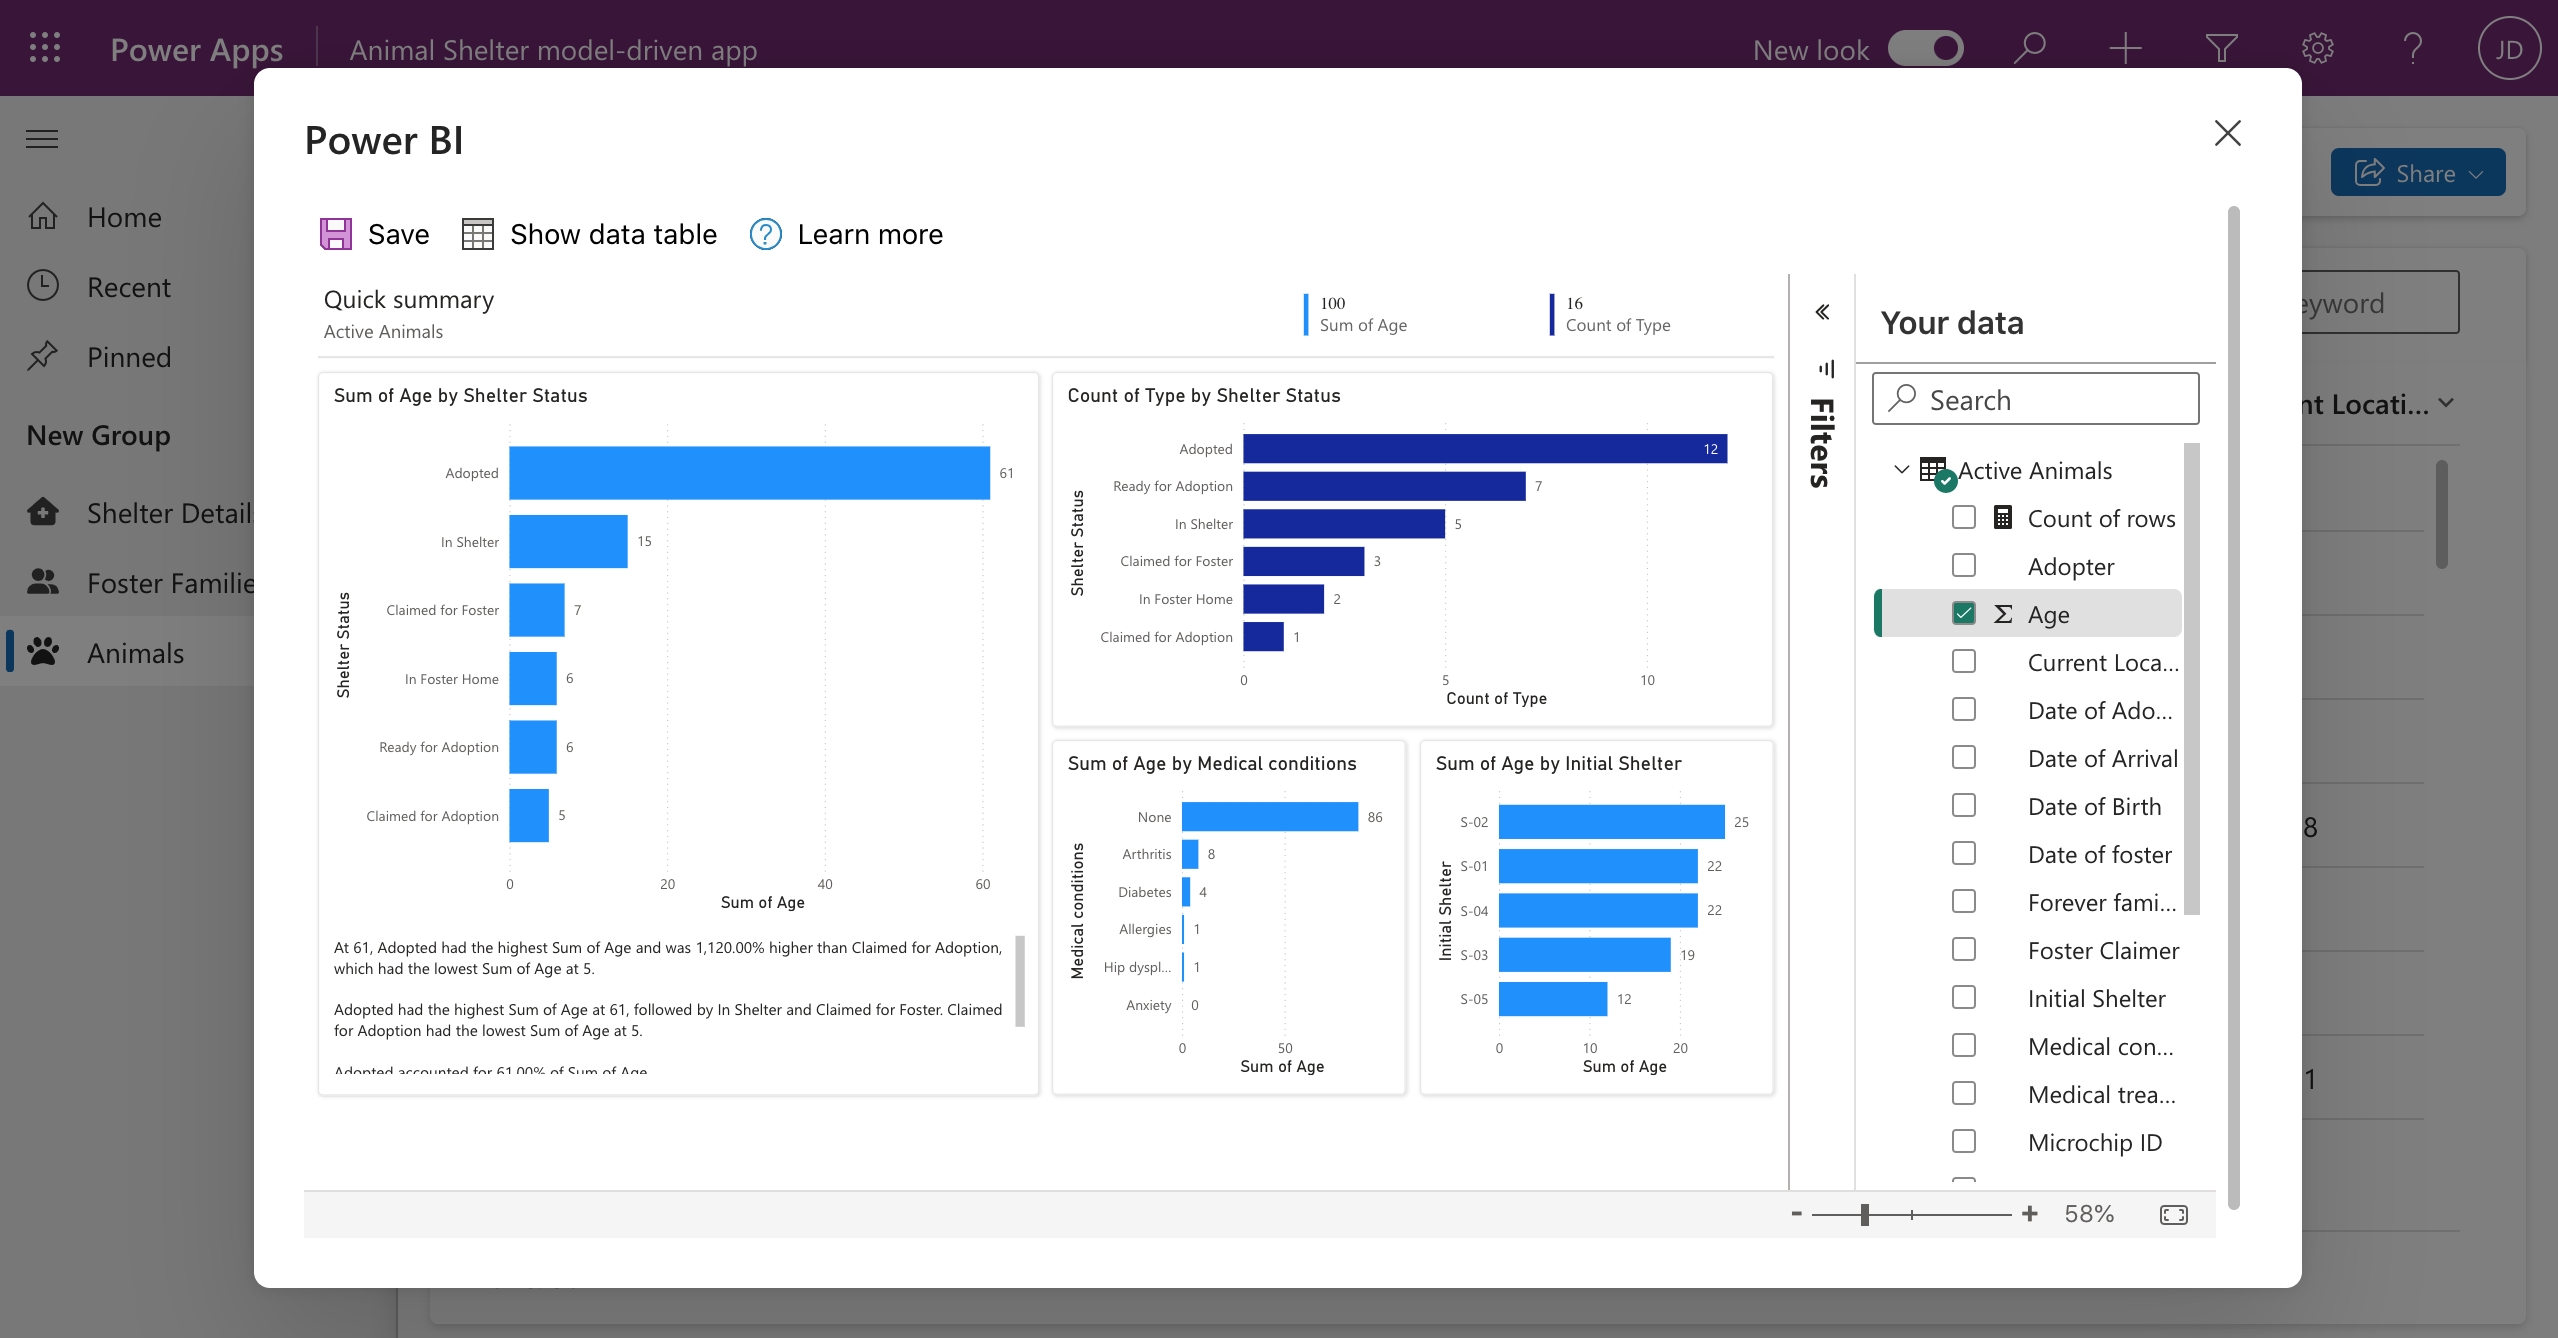 Power Apps
Animal Shelter model-driven app
New look
JD
Home
Recent
Pinned
New Group
Shelter Detail
Foster Familie
Animals
Share
eyword
nt Locati...
8
1
Power BI
Save
Show data table
Learn more
Quick summary
Active Animals
100
Sum of Age
16
Count of Type
Sum of Age by Shelter Status
Shelter Status
Adopted 61
In Shelter 15
Claimed for Foster 7
In Foster Home 6
Ready for Adoption 6
Claimed for Adoption 5
0 20 40 60
Sum of Age
At 61, Adopted had the highest Sum of Age and was 1,120.00% higher than Claimed for Adoption,
which had the lowest Sum of Age at 5.
Adopted had the highest Sum of Age at 61, followed by In Shelter and Claimed for Foster. Claimed
for Adoption had the lowest Sum of Age at 5.
Adopted accounted for 61.00% of Sum of Age
Count of Type by Shelter Status
Shelter Status
Adopted 12
Ready for Adoption 7
In Shelter 5
Claimed for Foster 3
In Foster Home 2
Claimed for Adoption 1
0 5 10
Count of Type
Sum of Age by Medical conditions
Medical conditions
None 86
Arthritis 8
Diabetes 4
Allergies 1
Hip dyspl... 1
Anxiety 0
0 50
Sum of Age
Sum of Age by Initial Shelter
Initial Shelter
S-02 25
S-01 22
S-04 22
S-03 19
S-05 12
0 10 20
Sum of Age
Filters
Your data
Search
Active Animals
Count of rows
Adopter
Σ Age
Current Loca...
Date of Ado...
Date of Arrival
Date of Birth
Date of foster
Forever fami...
Foster Claimer
Initial Shelter
Medical con...
Medical trea...
Microchip ID
- + 58%